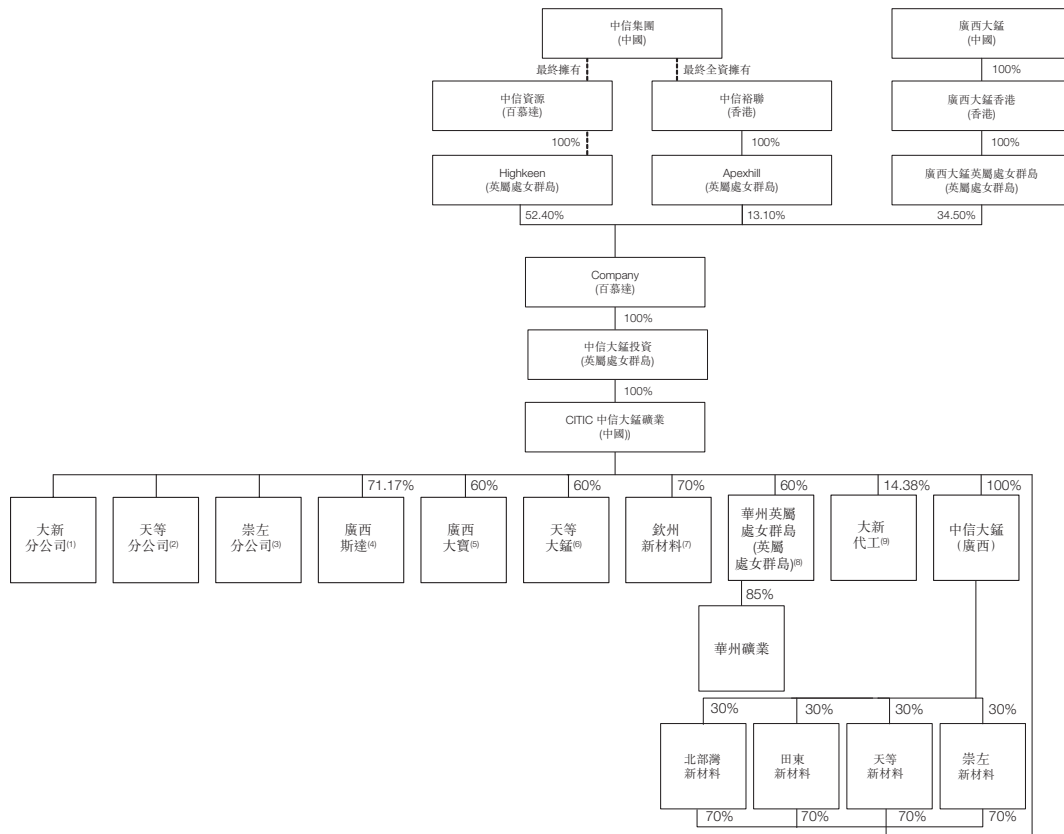 中信集團
(中國)
廣西大錳
(中國)
最終擁有
最終全資擁有
100%
中信資源
(百慕達)
中信裕聯
(香港)
廣西大錳香港
(香港)
100%
100%
100%
Highkeen
(英屬處女群島)
Apexhill
(英屬處女群島)
廣西大錳英屬處女群島
(英屬處女群島)
52.40%
13.10%
34.50%
Company
(百慕達)
100%
中信大錳投資
(英屬處女群島)
100%
CITIC 中信大錳礦業
(中國))
71.17%
60%
60%
70%
60%
14.38%
100%
大新
分公司(1)
天等
分公司(2)
崇左
分公司(3)
廣西
斯達(4)
廣西
大寶(5)
天等
大錳(6)
欽州
新材料(7)
華州英屬
處女群島
(英屬
處女群島)(8)
大新
代工(9)
中信大錳
(廣西)
85%
華州礦業
30%
30%
30%
30%
北部灣
新材料
田東
新材料
天等
新材料
崇左
新材料
70%
70%
70%
70%